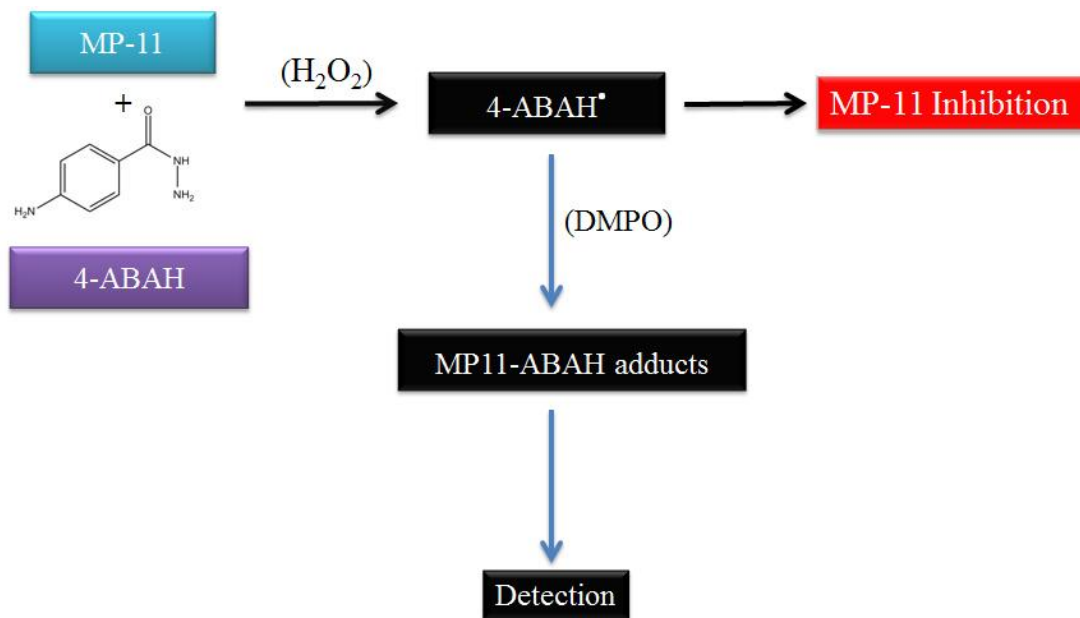 MP-11
+
O
NH
NH₂
H₂N
4-ABAH
(H₂O₂)
4-ABAH•
MP-11 Inhibition
(DMPO)
MP11-ABAH adducts
Detection